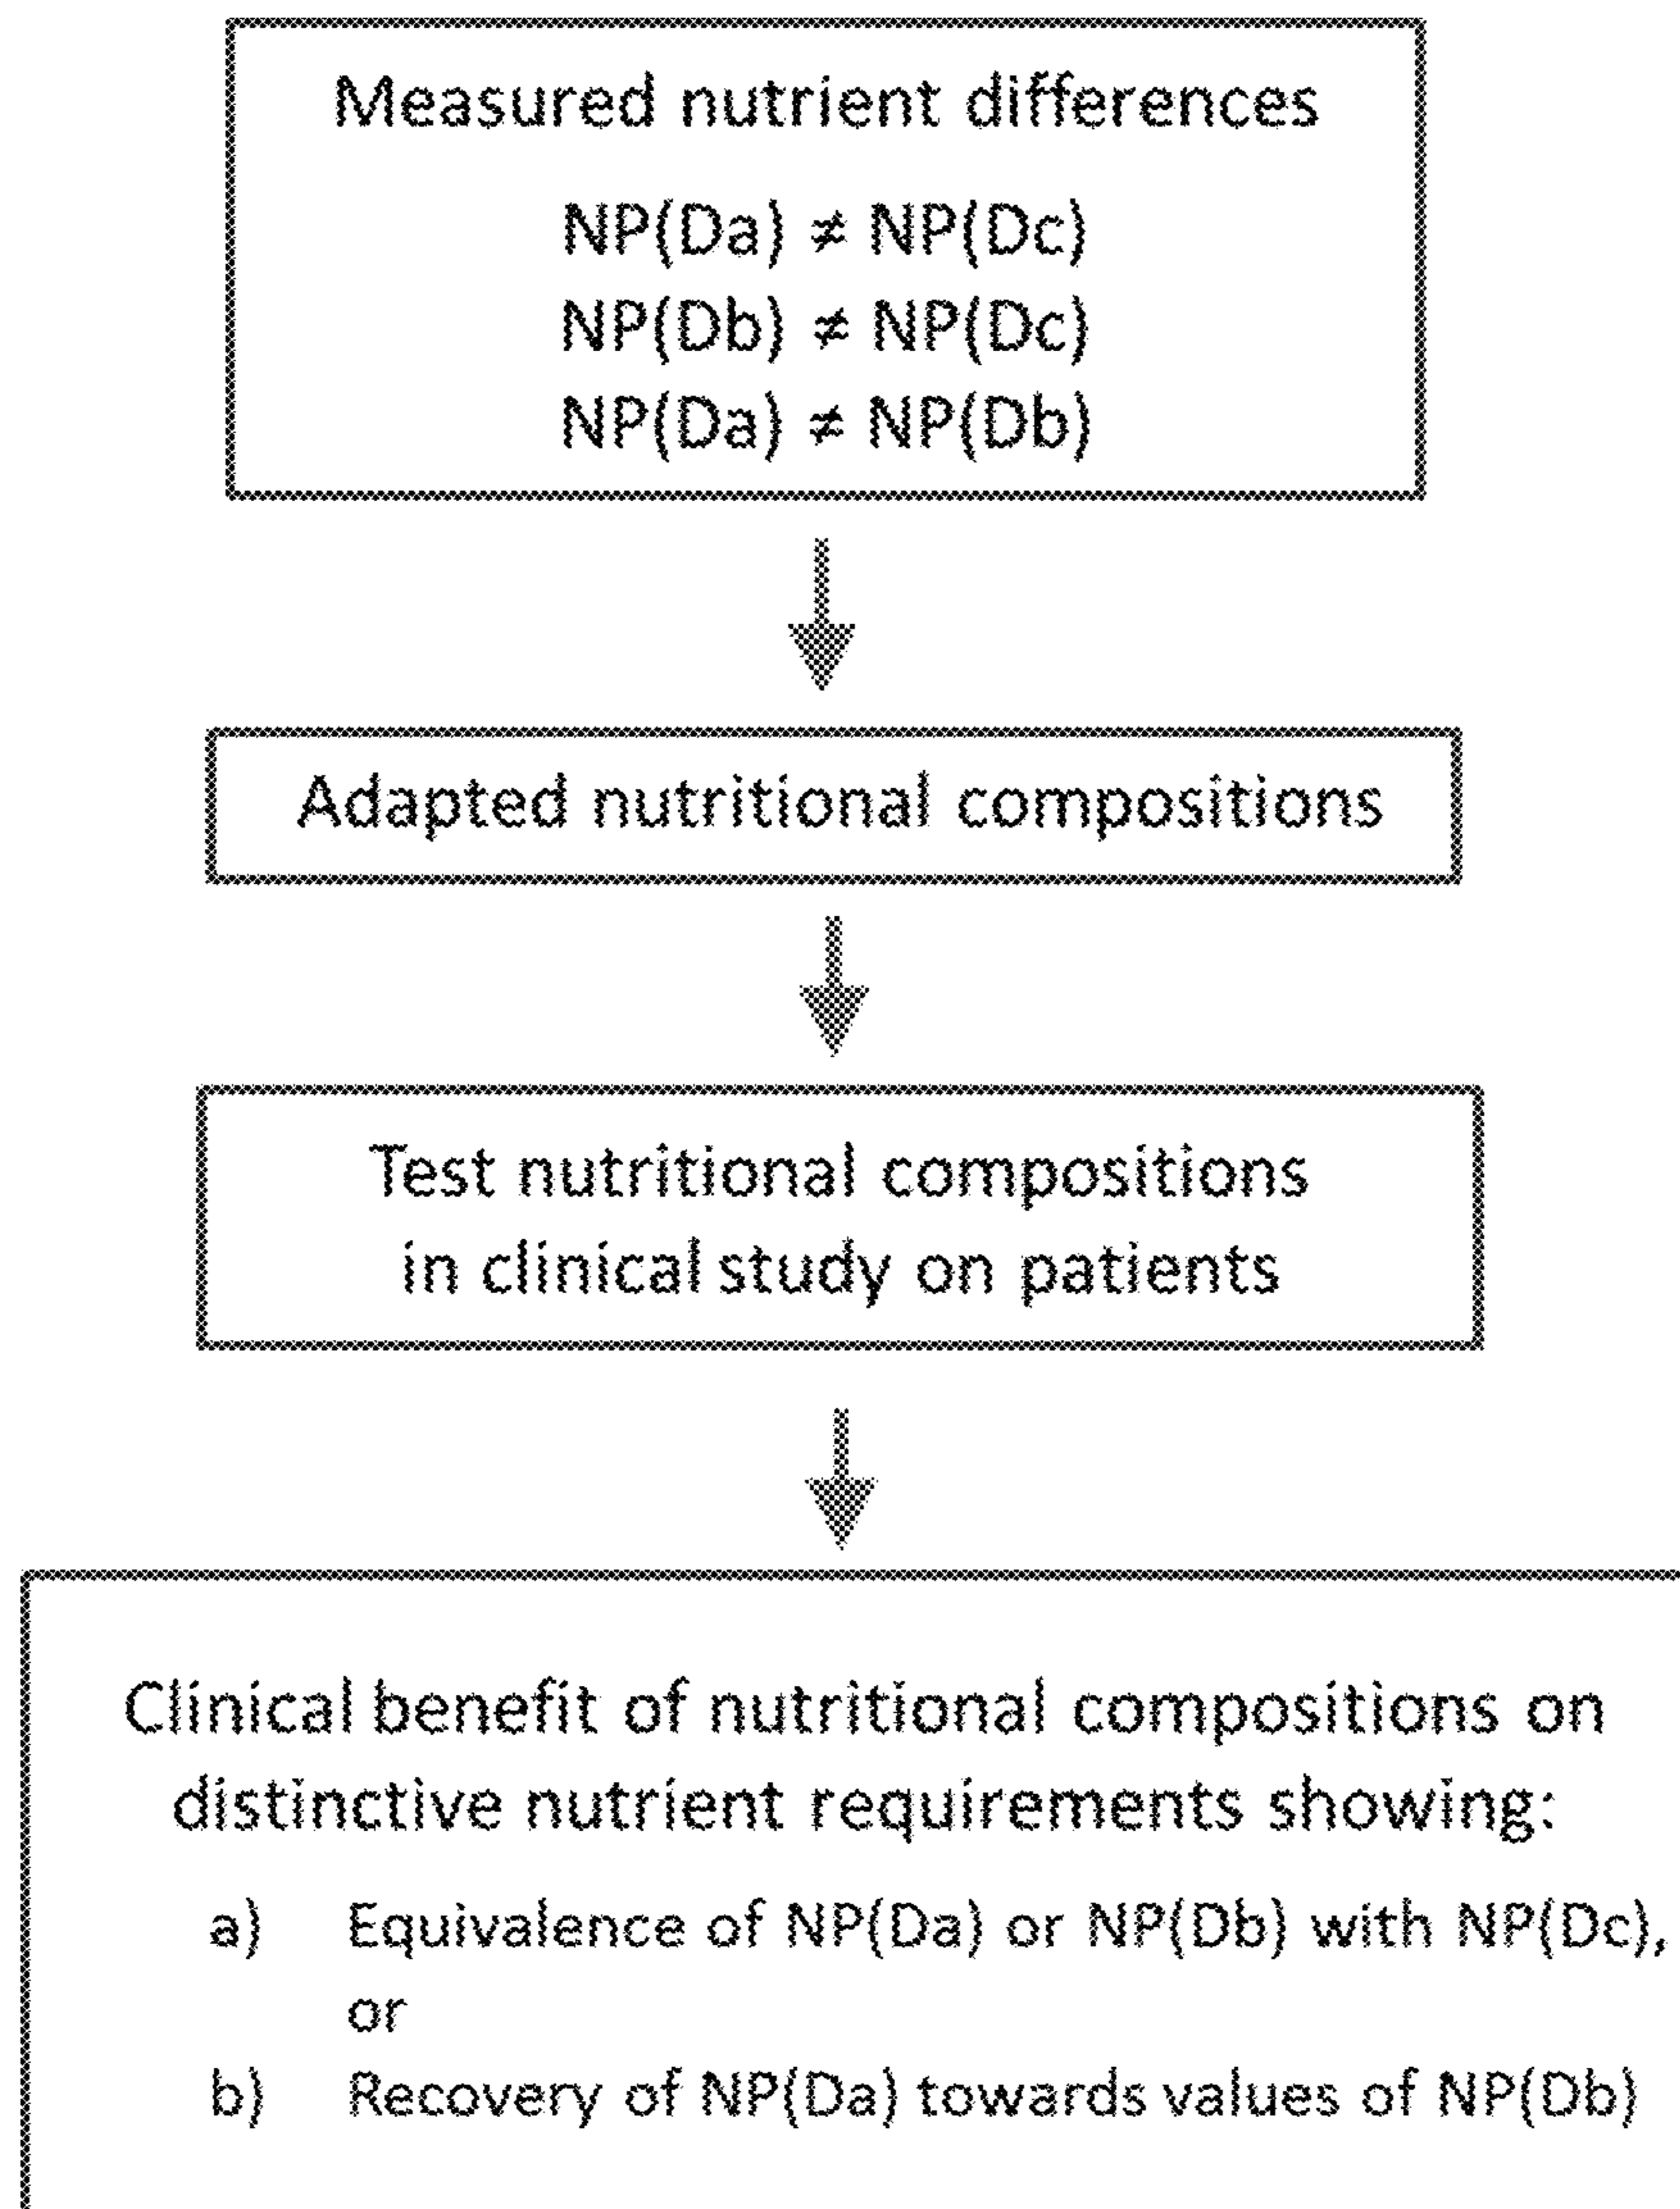 Measured nutrient differences
NP(Da) ≠ NP(Dc)
NP(Db) ≠ NP(Dc)
NP(Da) ≠ NP(Db)
Adapted nutritional compositions
Test nutritional compositions
in clinical study on patients
Clinical benefit of nutritional compositions on
distinctive nutrient requirements showing:
a) Equivalence of NP(Da) or NP(Db) with NP(Dc),
or
b) Recovery of NP(Da) towards values of NP(Db)